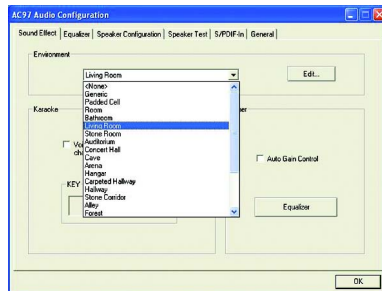 AC97 Audio Configuration
Sound Effect Equalizer Speaker Configuration Speaker Test S/PDIF-In General
Environment
Living Room
Edit...
<None>
Generic
Padded Cell
Room
Bathroom
Living Room
Stone Room
Auditorium
Concert Hall
Cave
Arena
Hangar
Carpeted Hallway
Hallway
Stone Corridor
Alley
Forest
Karaoke
KEY
Auto Gain Control
Equalizer
OK